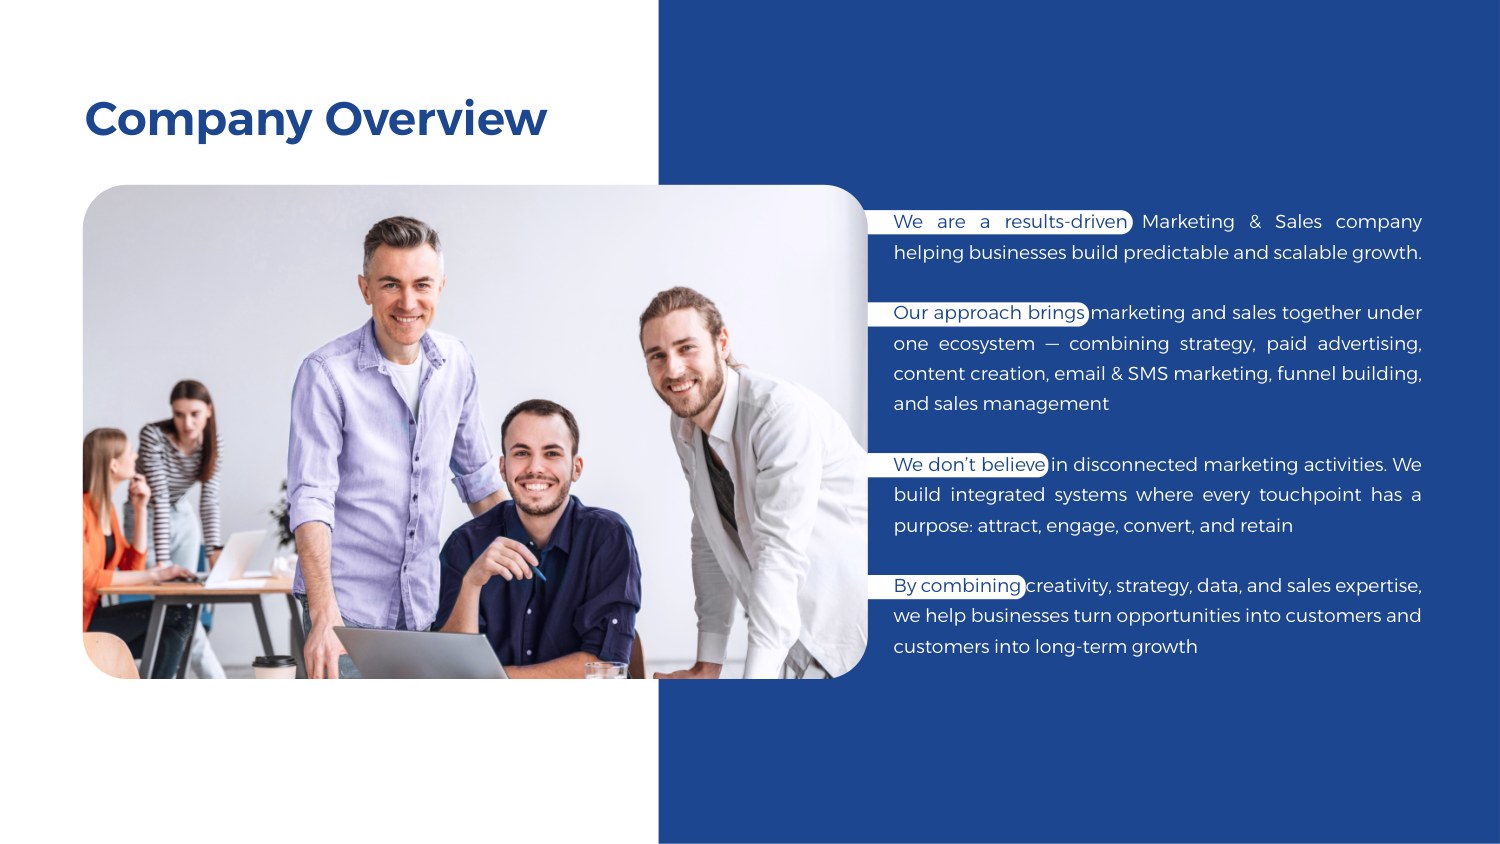 Company Overview
We are a results-driven Marketing & Sales company
helping businesses build predictable and scalable growth.
Our approach brings marketing and sales together under
one ecosystem — combining strategy, paid advertising,
content creation, email & SMS marketing, funnel building,
and sales management
We don’t believe in disconnected marketing activities. We
build integrated systems where every touchpoint has a
purpose: attract, engage, convert, and retain
By combining creativity, strategy, data, and sales expertise,
we help businesses turn opportunities into customers and
customers into long-term growth